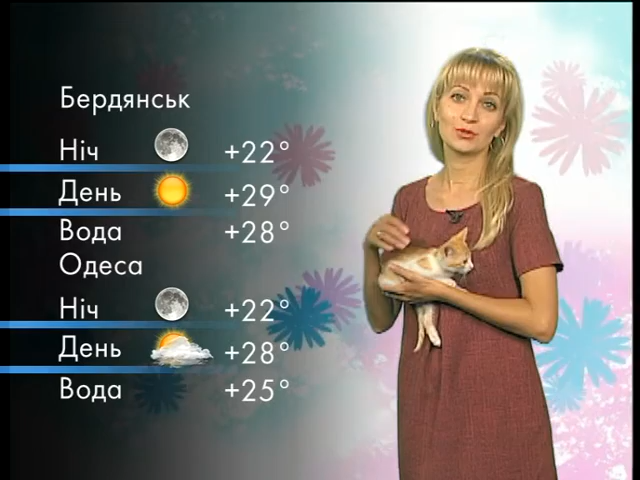 Бердянськ
Ніч +22°
День +29°
Вода +28°
Одеса
Ніч +22°
День +28°
Вода +25°